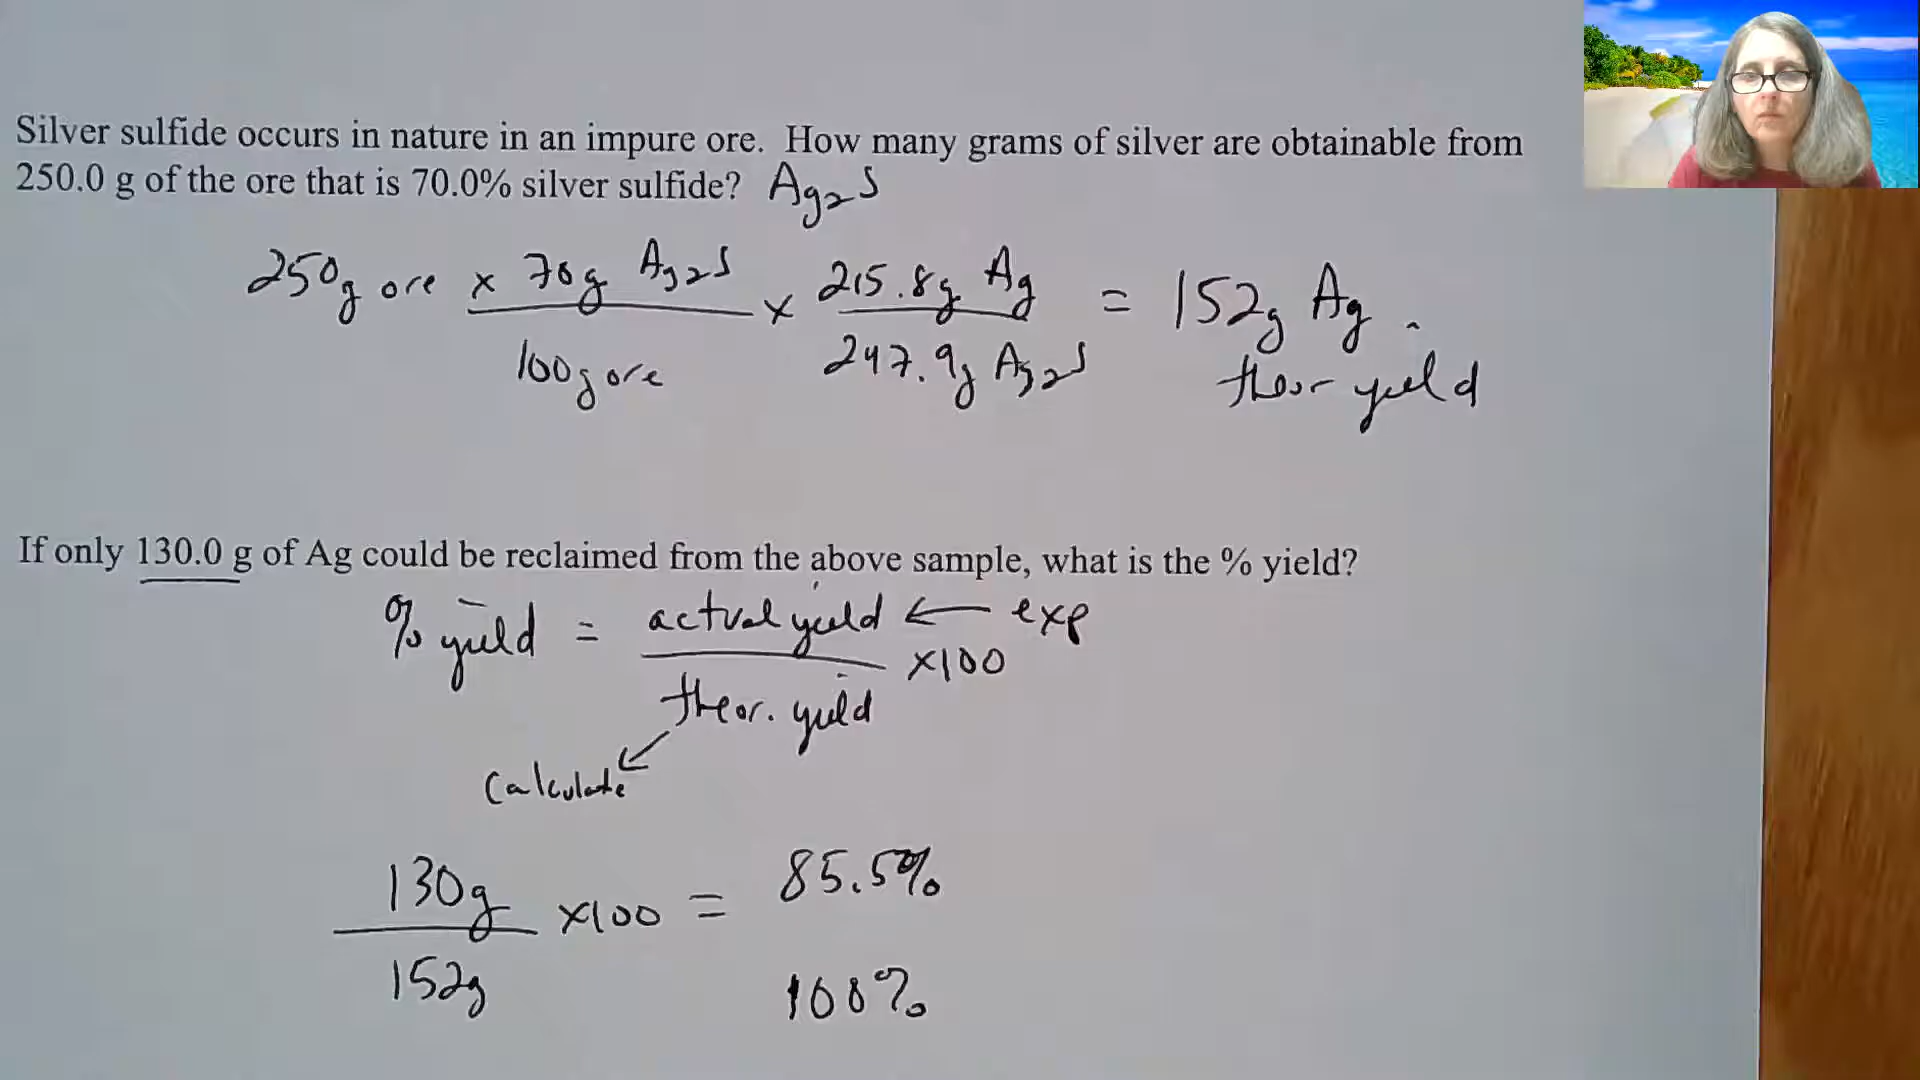 Silver sulfide occurs in nature in an impure ore. How many grams of silver are obtainable from
250.0 g of the ore that is 70.0% silver sulfide? Ag2S
250g ore x 70g Ag2S x 215.8g Ag = 152g Ag
100g ore 247.9g Ag2S theor yield
If only 130.0 g of Ag could be reclaimed from the above sample, what is the % yield?
% yield = actual yield ← exp
x100
theor. yield
calculate
130g x100 = 85.5%
152g 100%